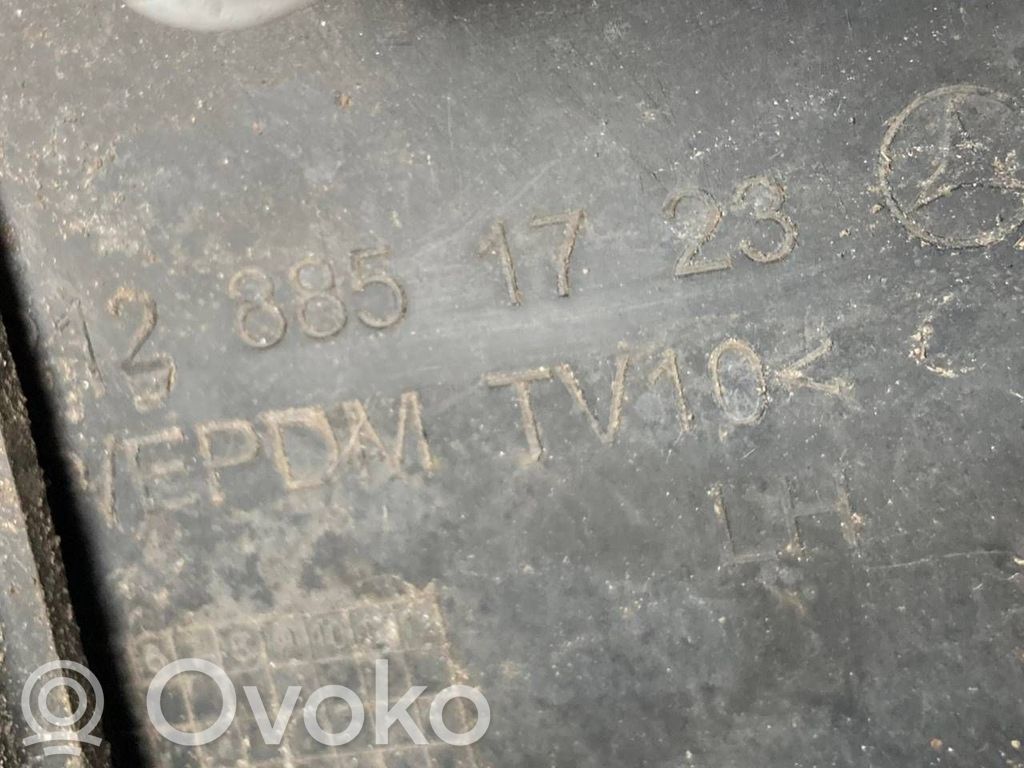 12 885 17 23
/EPDM TV10<
LH
Ovoko